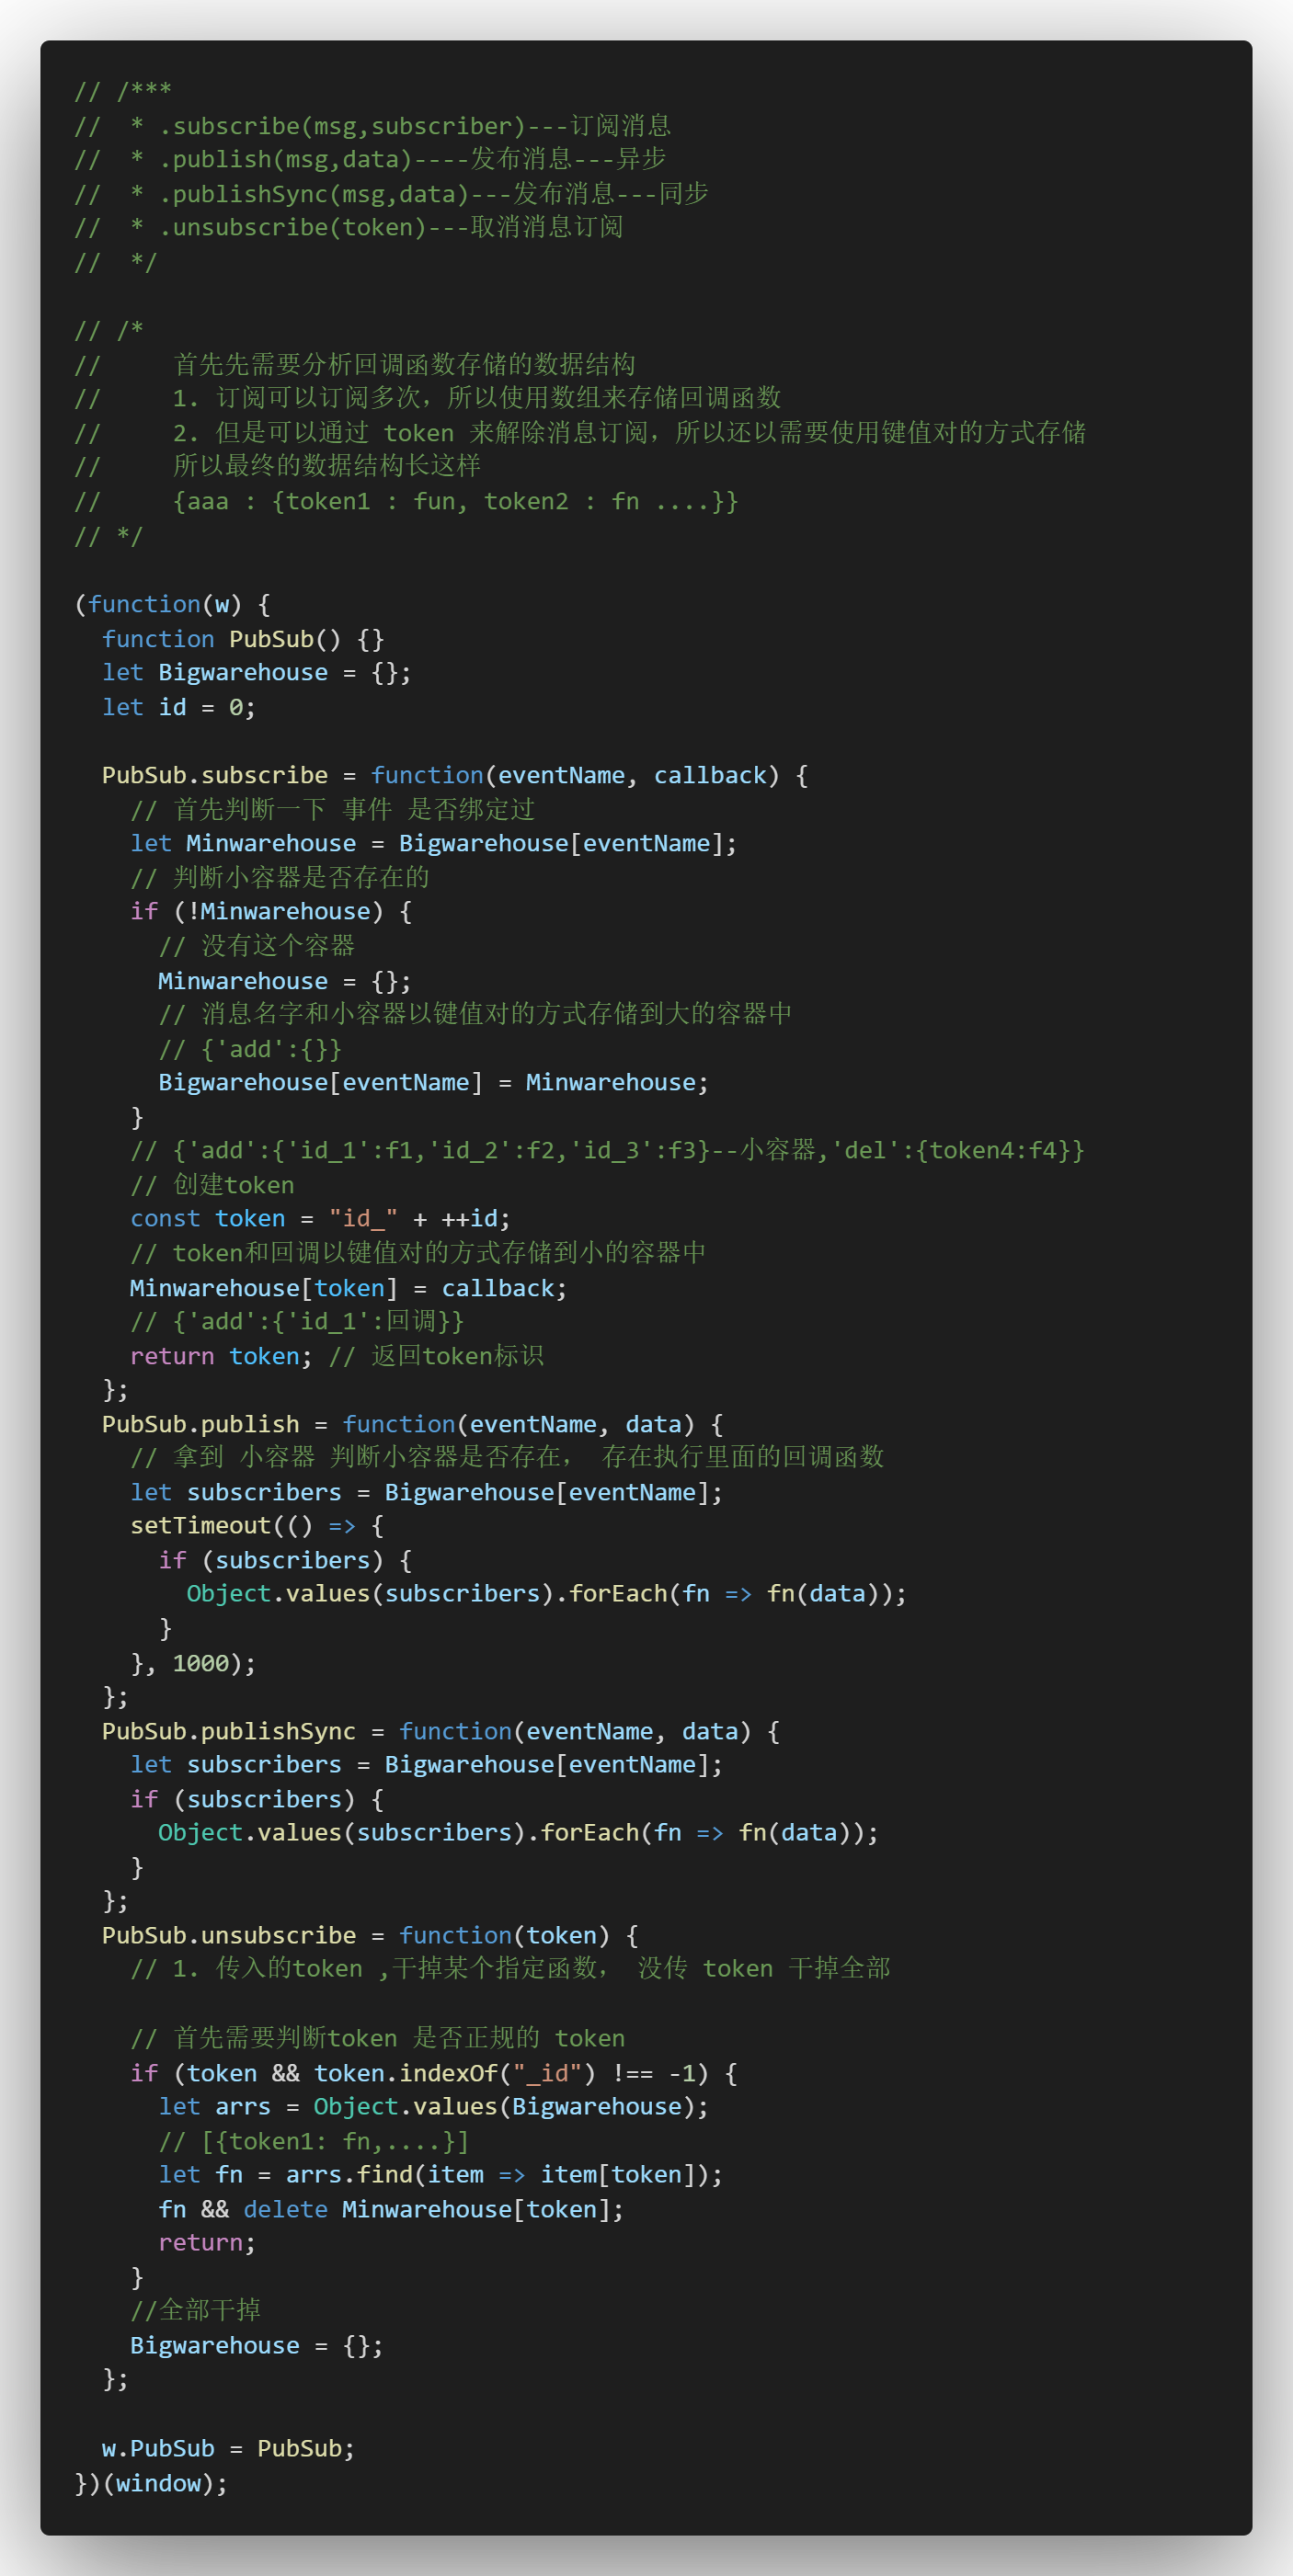 // /***
//  * .subscribe(msg,subscriber)---订阅消息
//  * .publish(msg,data)----发布消息---异步
//  * .publishSync(msg,data)---发布消息---同步
//  * .unsubscribe(token)---取消消息订阅
//  */
// /*
//     首先先需要分析回调函数存储的数据结构
//     1. 订阅可以订阅多次，所以使用数组来存储回调函数
//     2. 但是可以通过 token 来解除消息订阅，所以还以需要使用键值对的方式存储
//     所以最终的数据结构长这样
//     {aaa : {token1 : fun, token2 : fn ....}}
// */
(function(w) {
  function PubSub() {}
  let Bigwarehouse = {};
  let id = 0;
  PubSub.subscribe = function(eventName, callback) {
    // 首先判断一下 事件 是否绑定过
    let Minwarehouse = Bigwarehouse[eventName];
    // 判断小容器是否存在的
    if (!Minwarehouse) {
      // 没有这个容器
      Minwarehouse = {};
      // 消息名字和小容器以键值对的方式存储到大的容器中
      // {'add':{}}
      Bigwarehouse[eventName] = Minwarehouse;
    }
    // {'add':{'id_1':f1,'id_2':f2,'id_3':f3}--小容器,'del':{token4:f4}}
    // 创建token
    const token = "id_" + ++id;
    // token和回调以键值对的方式存储到小的容器中
    Minwarehouse[token] = callback;
    // {'add':{'id_1':回调}}
    return token; // 返回token标识
  };
  PubSub.publish = function(eventName, data) {
    // 拿到 小容器 判断小容器是否存在， 存在执行里面的回调函数
    let subscribers = Bigwarehouse[eventName];
    setTimeout(() => {
      if (subscribers) {
        Object.values(subscribers).forEach(fn => fn(data));
      }
    }, 1000);
  };
  PubSub.publishSync = function(eventName, data) {
    let subscribers = Bigwarehouse[eventName];
    if (subscribers) {
      Object.values(subscribers).forEach(fn => fn(data));
    }
  };
  PubSub.unsubscribe = function(token) {
    // 1. 传入的token ,干掉某个指定函数， 没传 token 干掉全部
    // 首先需要判断token 是否正规的 token
    if (token && token.indexOf("_id") !== -1) {
      let arrs = Object.values(Bigwarehouse);
      // [{token1: fn,....}]
      let fn = arrs.find(item => item[token]);
      fn && delete Minwarehouse[token];
      return;
    }
    //全部干掉
    Bigwarehouse = {};
  };
  w.PubSub = PubSub;
})(window);